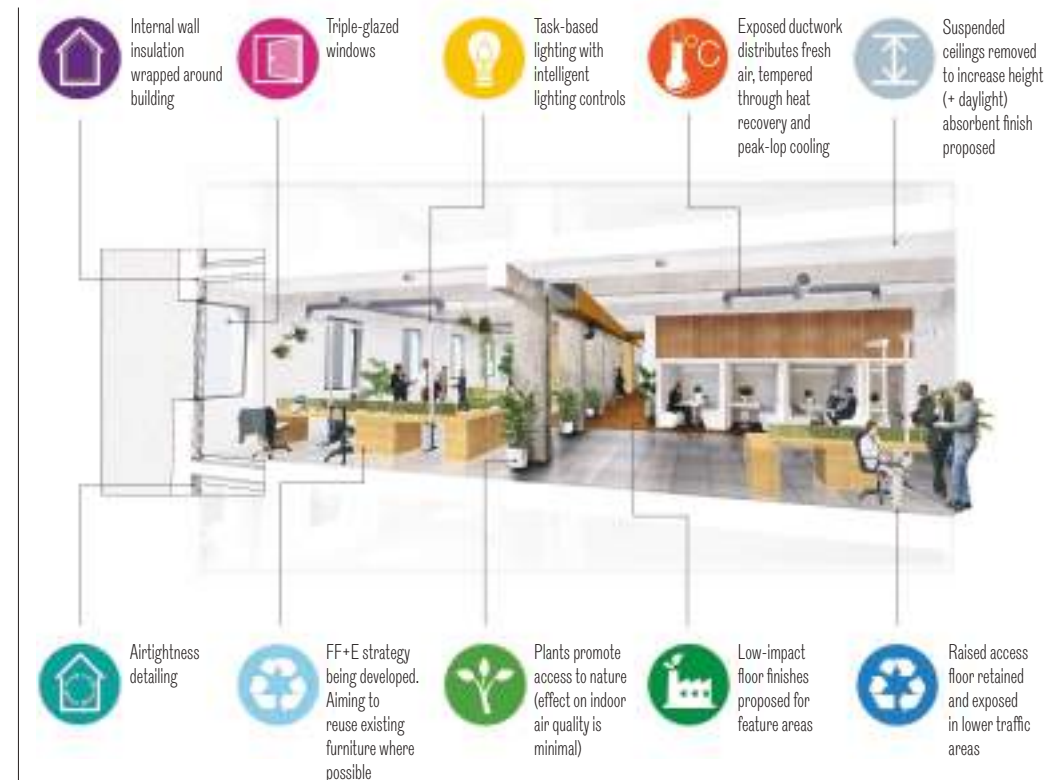 Internal wall
insulation
wrapped around
building
Triple-glazed
windows
Task-based
lighting with
intelligent
lighting controls
°C
Exposed ductwork
distributes fresh
air, tempered
through heat
recovery and
peak-lop cooling
Suspended
ceilings removed
to increase height
(+ daylight)
absorbent finish
proposed
Airtightness
detailing
FF+E strategy
being developed.
Aiming to
reuse existing
furniture where
possible
Plants promote
access to nature
(effect on indoor
air quality is
minimal)
Low-impact
floor finishes
proposed for
feature areas
Raised access
floor retained
and exposed
in lower traffic
areas